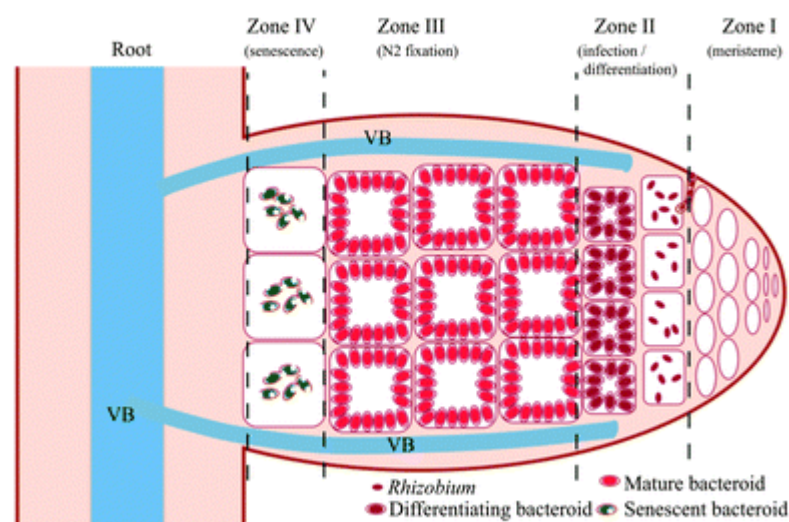 Zone IV
(senescence)
Zone III
(N2 fixation)
Zone II
(infection /
differentiation)
Zone I
(meristeme)
Root
VB
VB
VB
Rhizobium
Differentiating bacteroid
Mature bacteroid
Senescent bacteroid